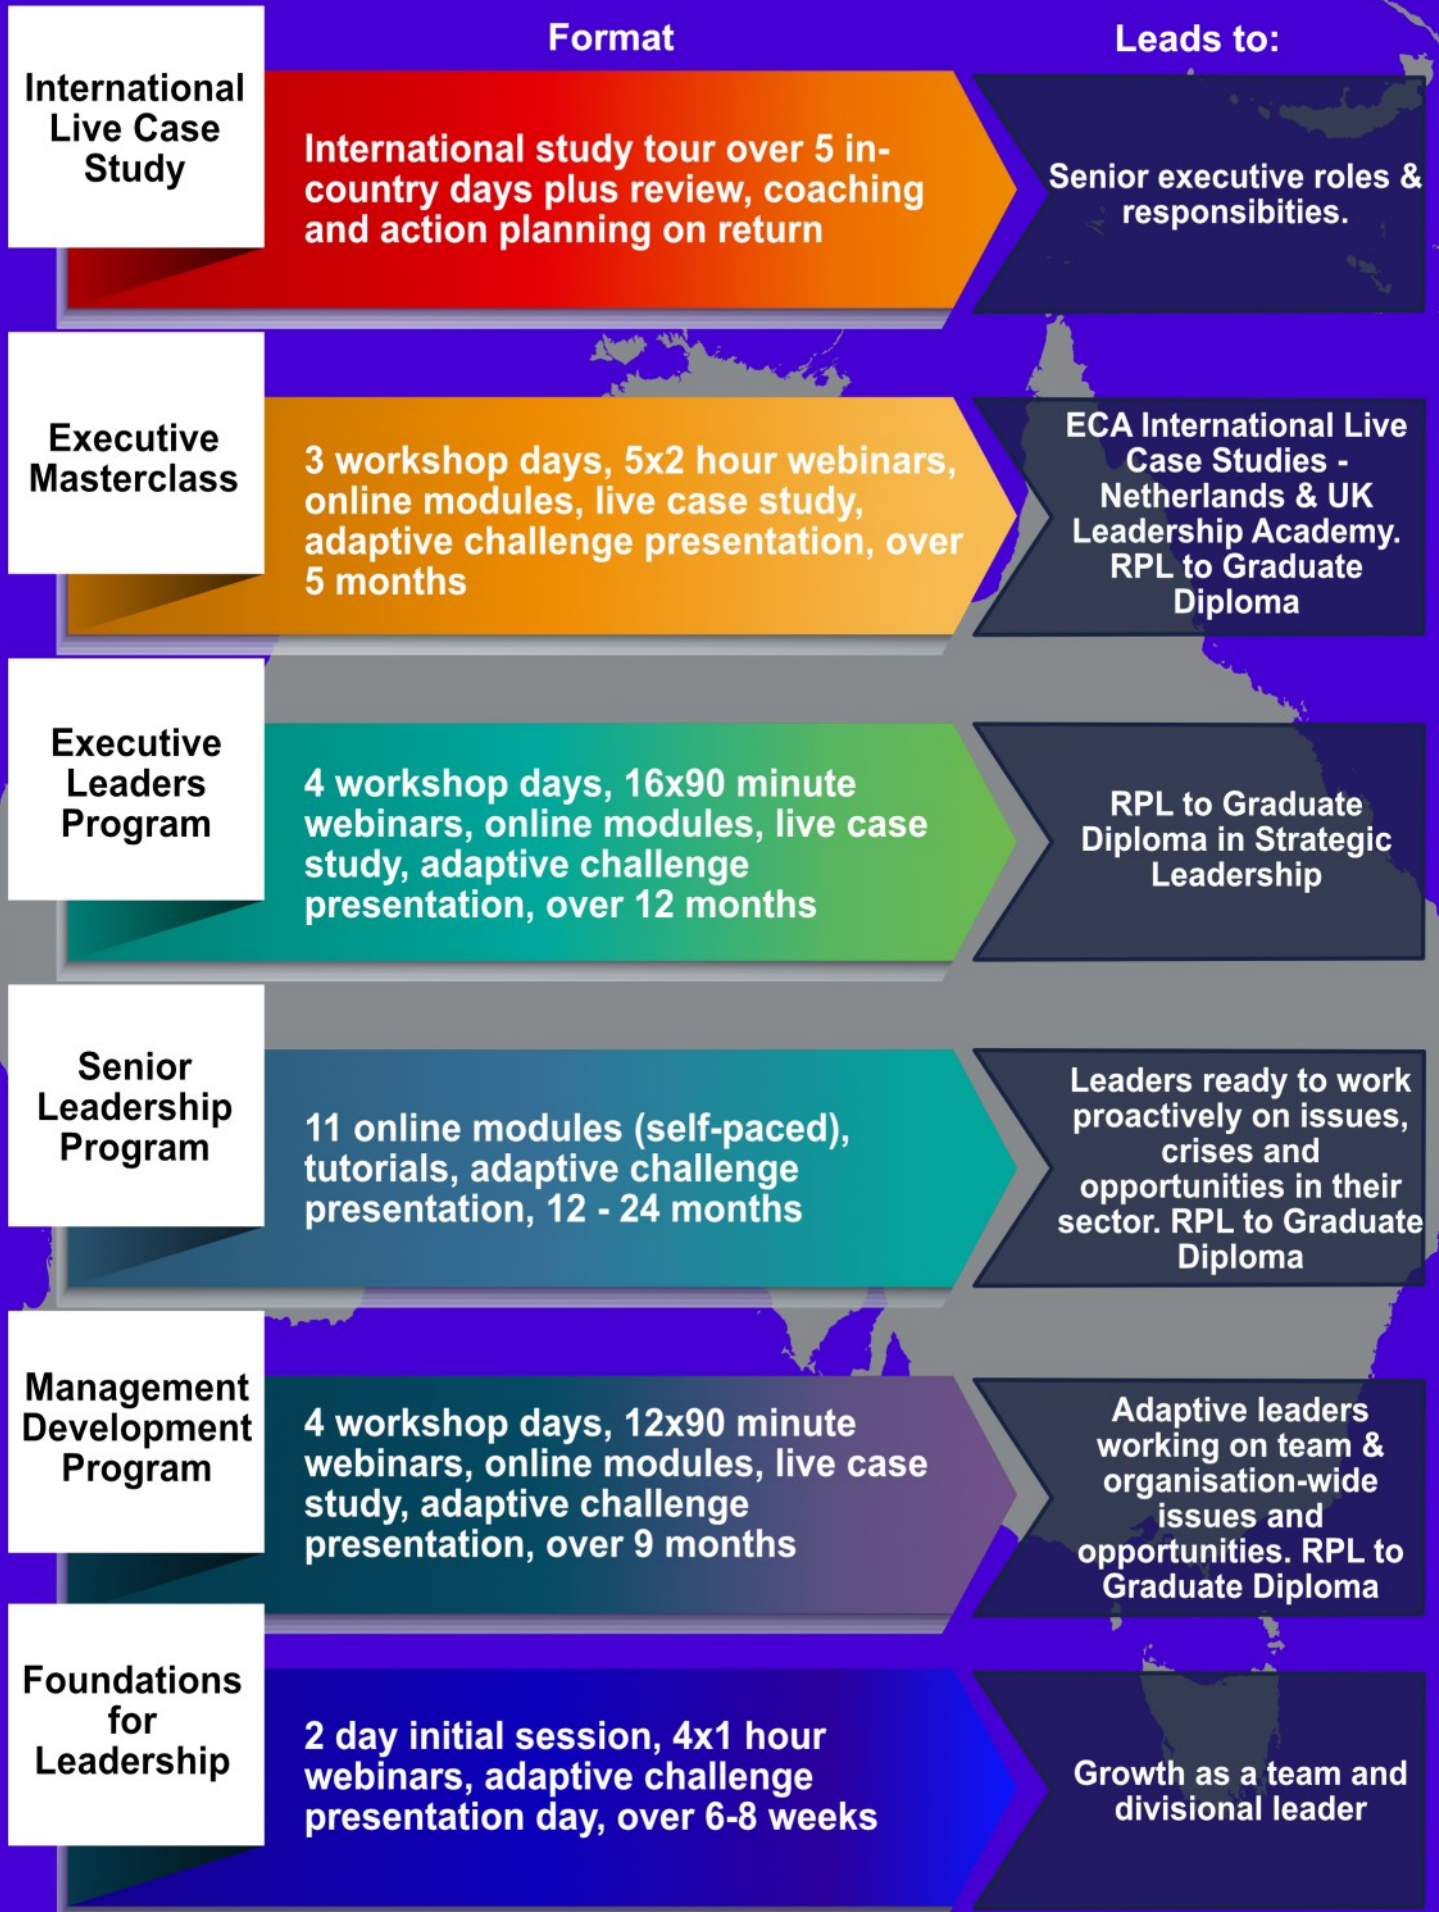 Format
Leads to:
International
Live Case
Study
International study tour over 5 in-
country days plus review, coaching
and action planning on return
Senior executive roles &
responsibities.
Executive
Masterclass
3 workshop days, 5x2 hour webinars,
online modules, live case study,
adaptive challenge presentation, over
5 months
ECA International Live
Case Studies -
Netherlands & UK
Leadership Academy.
RPL to Graduate
Diploma
Executive
Leaders
Program
4 workshop days, 16x90 minute
webinars, online modules, live case
study, adaptive challenge
presentation, over 12 months
RPL to Graduate
Diploma in Strategic
Leadership
Senior
Leadership
Program
11 online modules (self-paced),
tutorials, adaptive challenge
presentation, 12 - 24 months
Leaders ready to work
proactively on issues,
crises and
opportunities in their
sector. RPL to Graduate
Diploma
Management
Development
Program
4 workshop days, 12x90 minute
webinars, online modules, live case
study, adaptive challenge
presentation, over 9 months
Adaptive leaders
working on team &
organisation-wide
issues and
opportunities. RPL to
Graduate Diploma
Foundations
for
Leadership
2 day initial session, 4x1 hour
webinars, adaptive challenge
presentation day, over 6-8 weeks
Growth as a team and
divisional leader